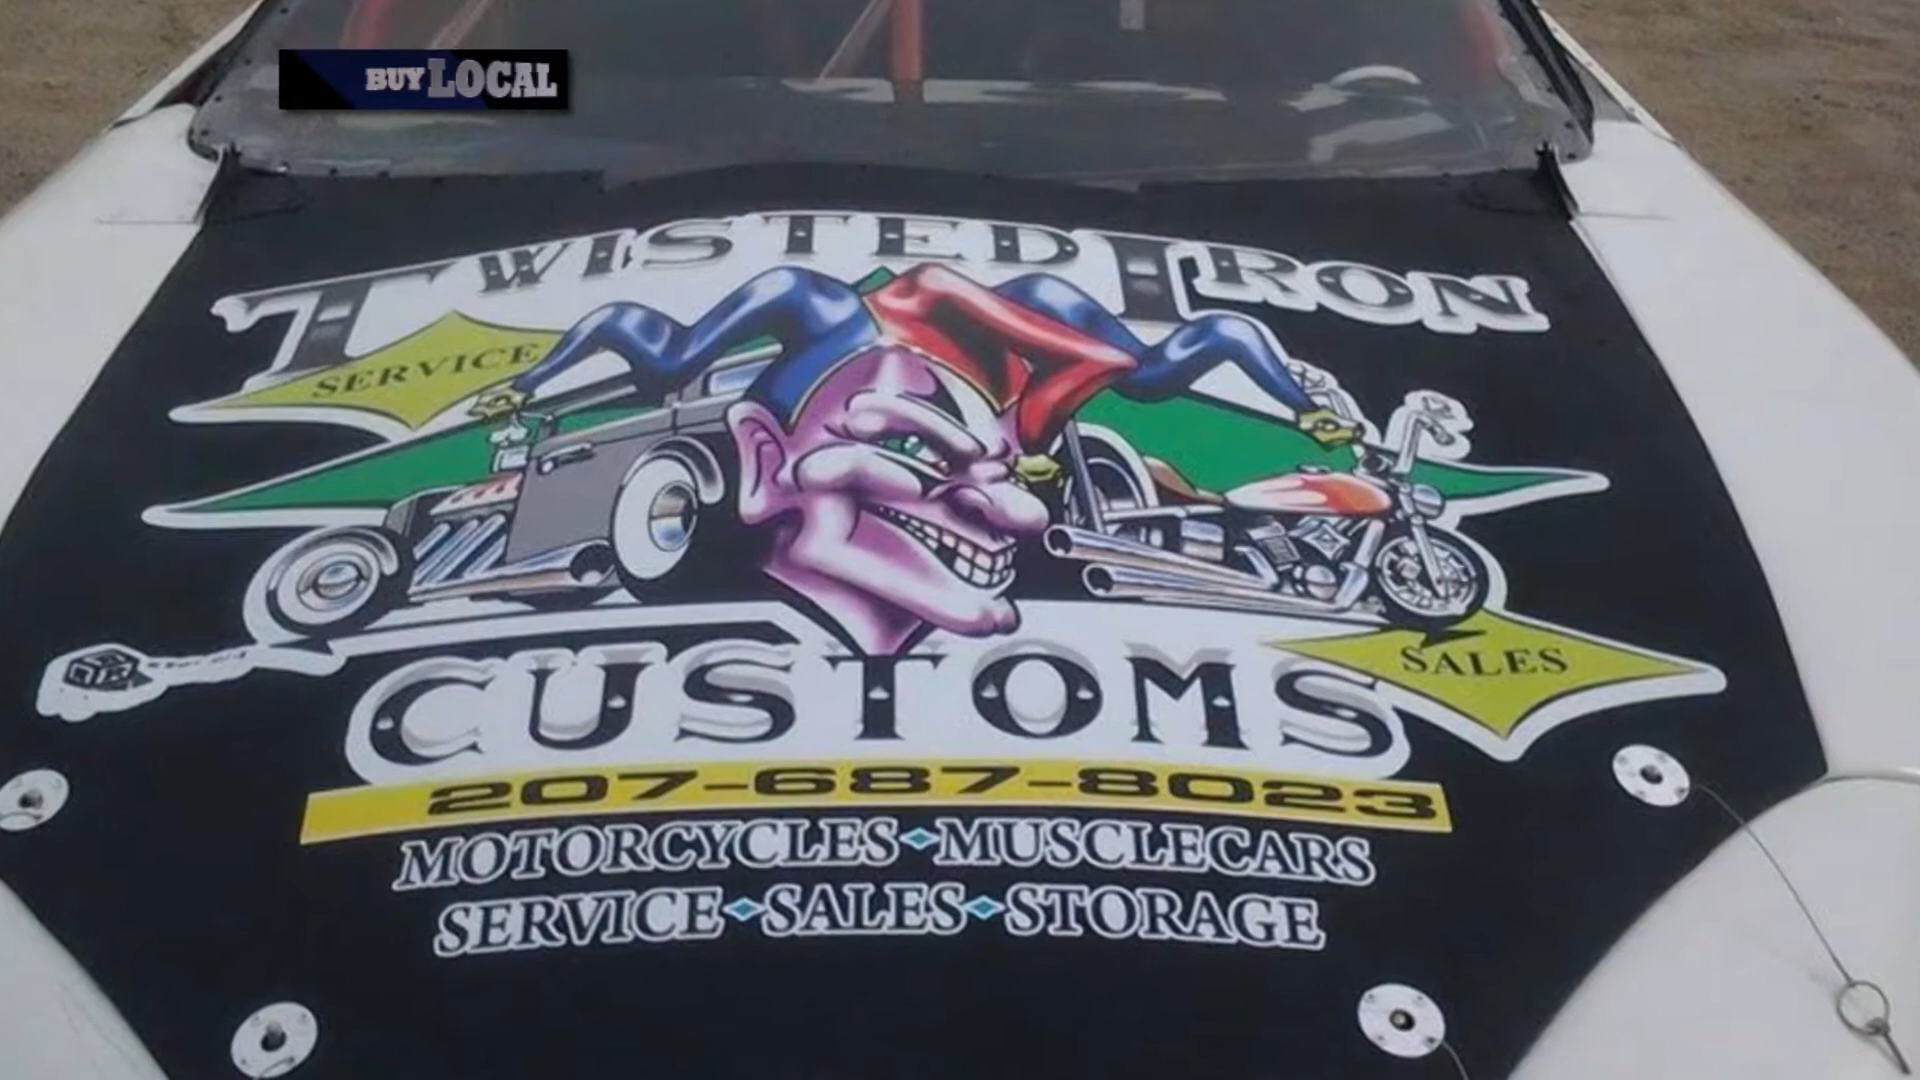 BUY LOCAL
TWISTED IRON
SERVICE
CUSTOMS
SALES
207-687-8023
MOTORCYCLES MUSCLECARS
SERVICE SALES STORAGE